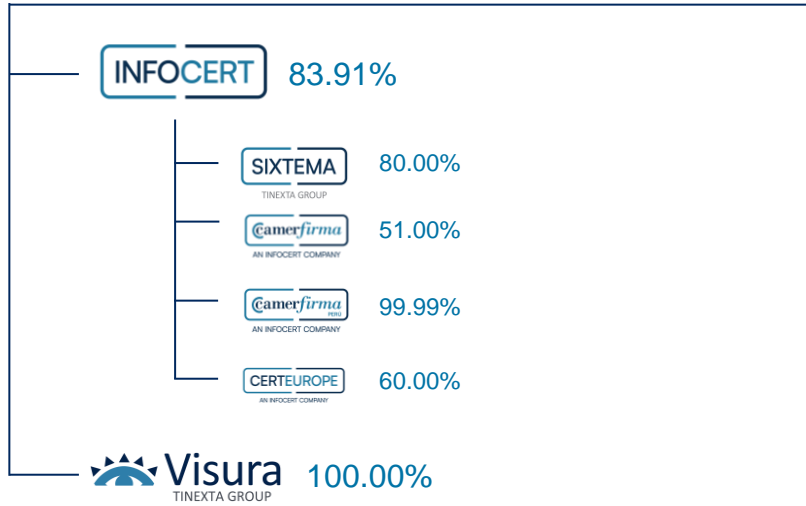 INFOCERT 83.91%
SIXTEMA 80.00%
TINEXTA GROUP
Camerfirma 51.00%
AN INFOCERT COMPANY
Camerfirma 99.99%
PERÚ
AN INFOCERT COMPANY
CERTEUROPE 60.00%
AN INFOCERT COMPANY
Visura 100.00%
TINEXTA GROUP